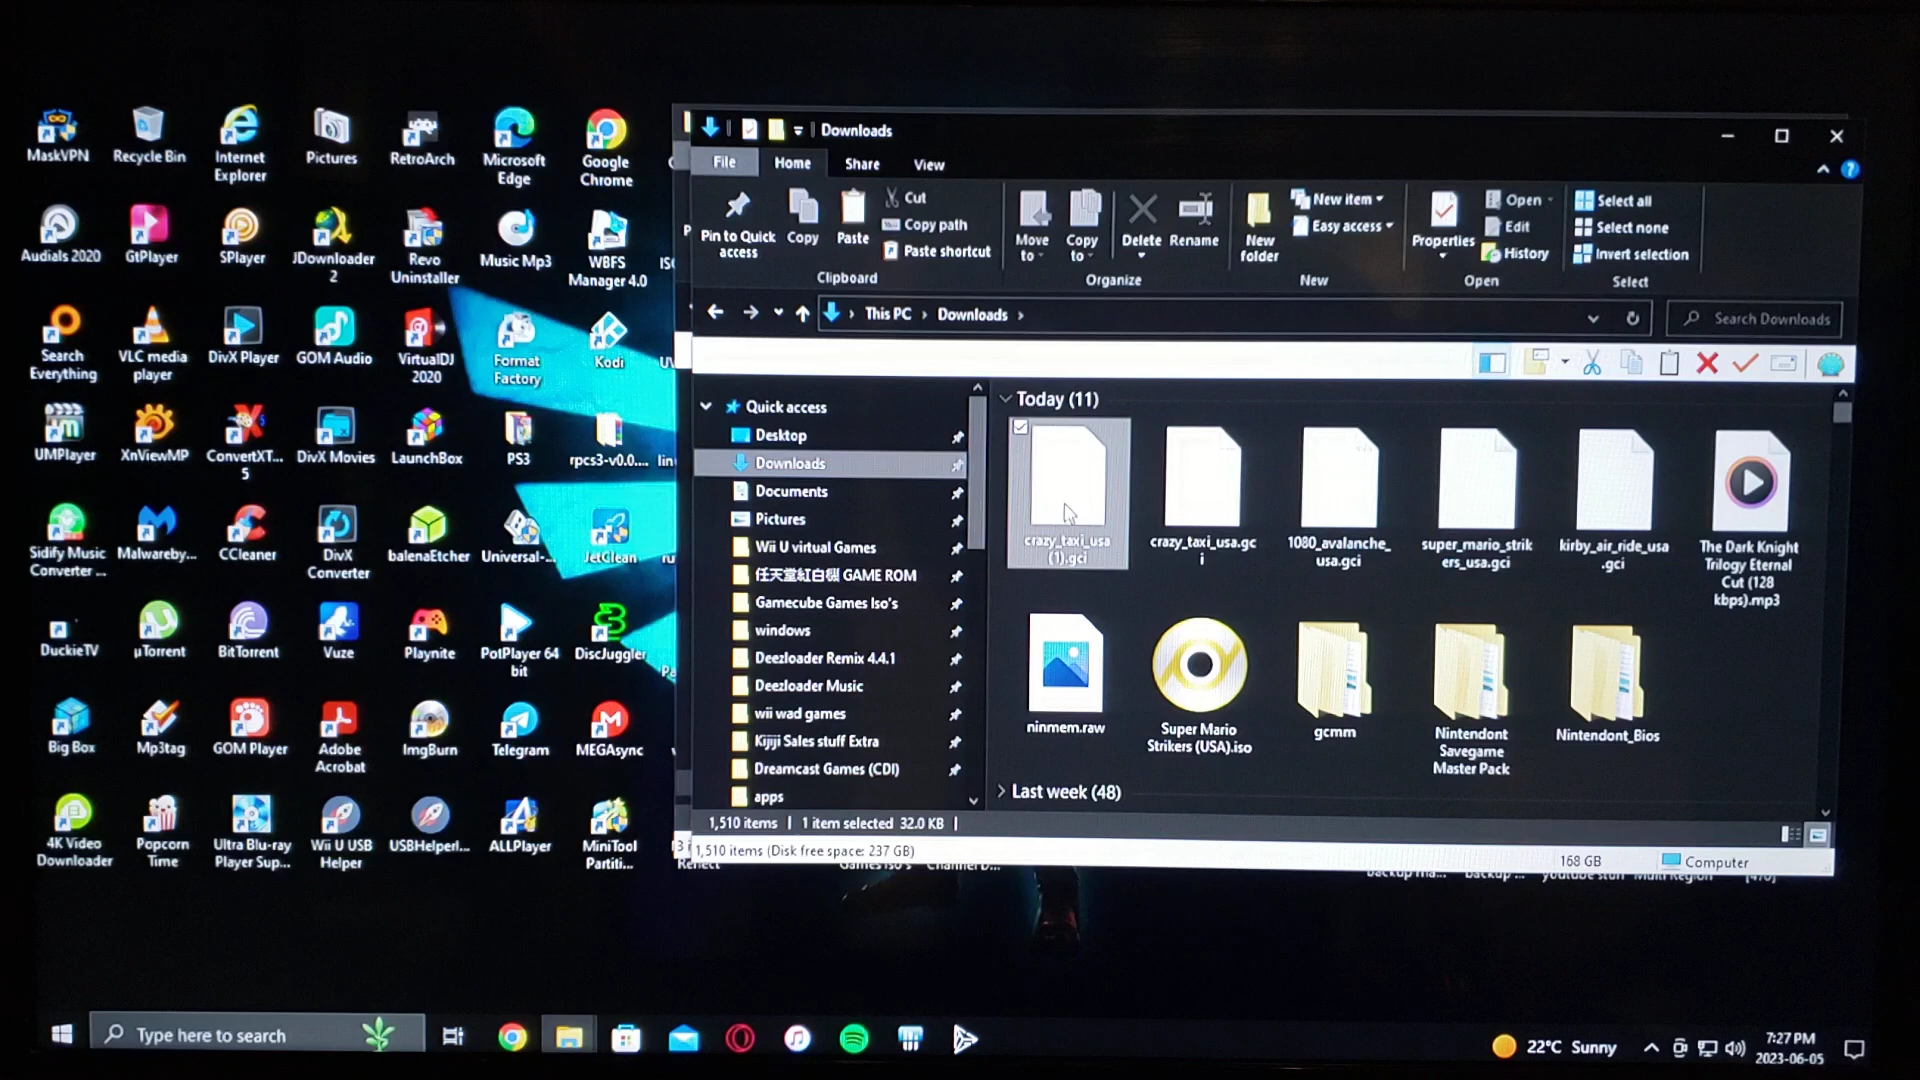 MaskVPN
Recycle Bin
Internet
Explorer
Pictures
RetroArch
Microsoft
Edge
Google
Chrome
Audials 2020
GtPlayer
SPlayer
JDownloader
2
Revo
Uninstaller
Music Mp3
WBFS
Manager 4.0
Search
Everything
VLC media
player
DivX Player
GOM Audio
VirtualDJ
2020
Format
Factory
Kodi
UMPlayer
XnViewMP
ConvertXT...
5
DivX Movies
LaunchBox
PS3
rpcs3-v0.0....
Sidify Music
Converter ...
Malwareby...
CCleaner
DivX
Converter
balenaEtcher
Universal-...
JetClean
DuckieTV
µTorrent
BitTorrent
Vuze
Playnite
PotPlayer 64
bit
DiscJuggler
Big Box
Mp3tag
GOM Player
Adobe
Acrobat
ImgBurn
Telegram
MEGAsync
4K Video
Downloader
Popcorn
Time
Ultra Blu-ray
Player Sup...
Wii U USB
Helper
USBHelperl...
ALLPlayer
MiniTool
Partiti...
Downloads
File
Home
Share
View
Pin to Quick
access
Copy
Paste
Cut
Copy path
Paste shortcut
Clipboard
Move
to
Copy
to
Delete
Rename
Organize
New
folder
New item
Easy access
New
Properties
Open
Edit
History
Open
Select all
Select none
Invert selection
Select
This PC
Downloads
Search Downloads
Quick access
Desktop
Downloads
Documents
Pictures
Wii U virtual Games
任天堂紅白機 GAME ROM
Gamecube Games Iso's
windows
Deezloader Remix 4.4.1
Deezloader Music
wii wad games
Kijiji Sales stuff Extra
Dreamcast Games (CDI)
apps
Today (11)
crazy_taxi_usa
(1).gci
crazy_taxi_usa.gc
i
1080_avalanche_
usa.gci
super_mario_strik
ers_usa.gci
kirby_air_ride_usa
.gci
The Dark Knight
Trilogy Eternal
Cut (128
kbps).mp3
ninmem.raw
Super Mario
Strikers (USA).iso
gcmm
Nintendont
Savegame
Master Pack
Nintendont_Bios
Last week (48)
1,510 items | 1 item selected 32.0 KB |
1,510 items (Disk free space: 237 GB)
168 GB
Computer
Type here to search
22°C Sunny
7:27 PM
2023-06-05